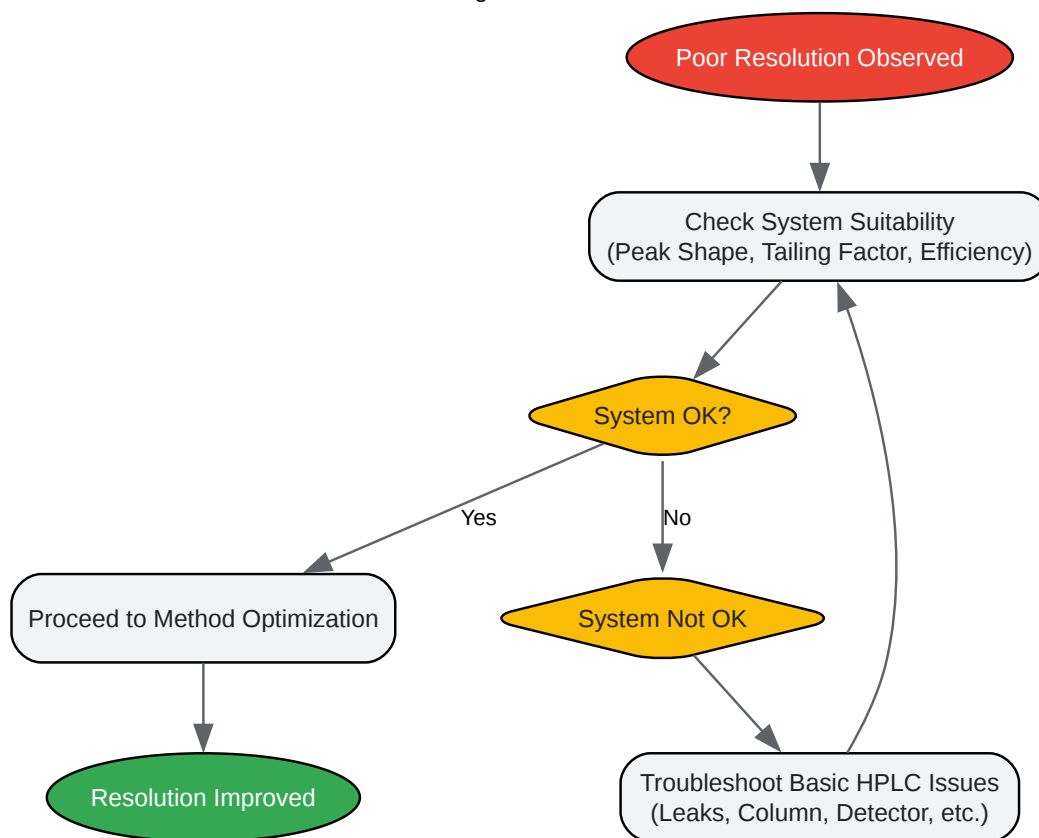 Poor Resolution Observed
Check System Suitability
(Peak Shape, Tailing Factor, Efficiency)
System OK?
Yes
No
Proceed to Method Optimization
System Not OK
Resolution Improved
Troubleshoot Basic HPLC Issues
(Leaks, Column, Detector, etc.)